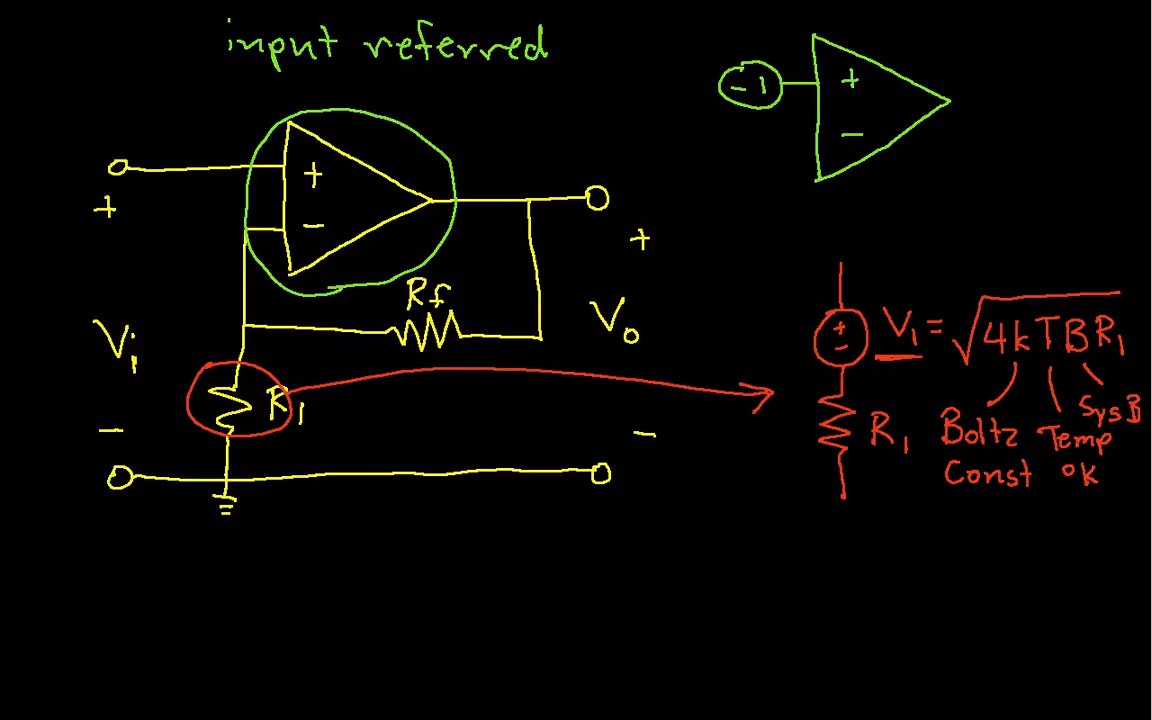 input referred
-1
+
−
+
−
+
+
Rf
Vi
Vo
V1 = √4kTBR1
+
−
R1
R1
Boltz
Const
Temp
°K
Sys B
−
−